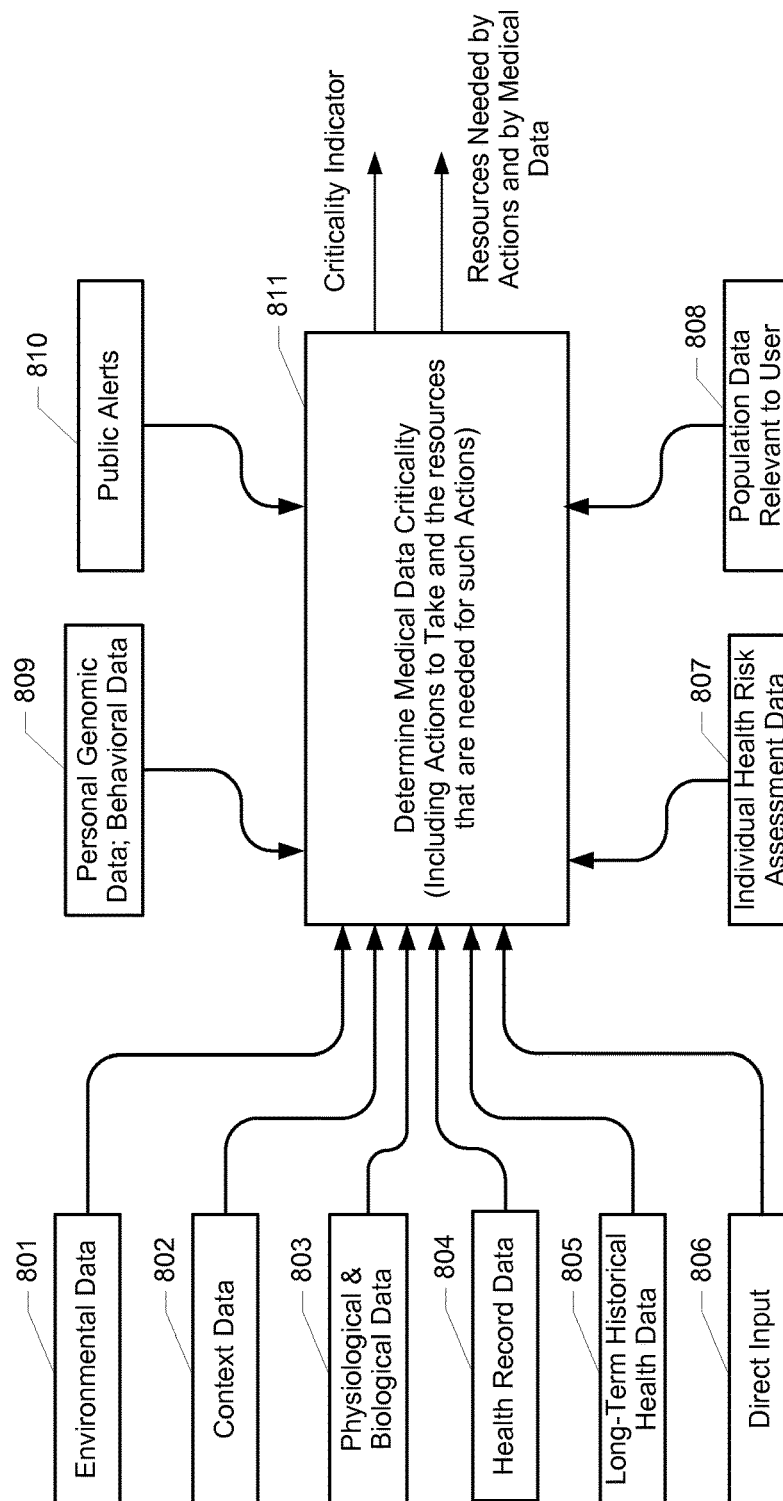 801
Environmental Data
802
Context Data
803
Physiological &
Biological Data
804
Health Record Data
805
Long-Term Historical
Health Data
806
Direct Input
809
Personal Genomic
Data; Behavioral Data
810
Public Alerts
811
Determine Medical Data Criticality
(Including Actions to Take and the resources
that are needed for such Actions)
Criticality Indicator
Resources Needed by
Actions and by Medical
Data
807
Individual Health Risk
Assessment Data
808
Population Data
Relevant to User